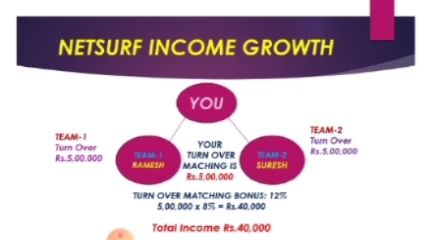 NETSURF INCOME GROWTH
YOU
TEAM-1
Turn Over
Rs.5,00,000
TEAM-1
RAMESH
YOUR
TURN OVER
MACHING IS
Rs.5,00,000
TEAM-2
SURESH
TEAM-2
Turn Over
Rs.5,00,000
TURN OVER MATCHING BONUS: 12%
5,00,000 x 8% = Rs.40,000
Total Income Rs.40,000